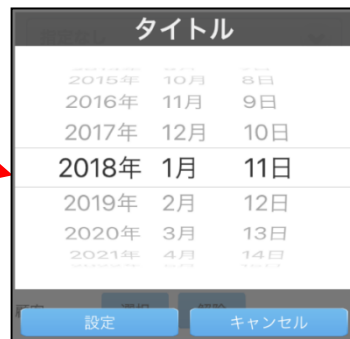 タイトル
2015年 10月 8日
2016年 11月 9日
2017年 12月 10日
2018年 1月 11日
2019年 2月 12日
2020年 3月 13日
2021年 4月 14日
設定 キャンセル